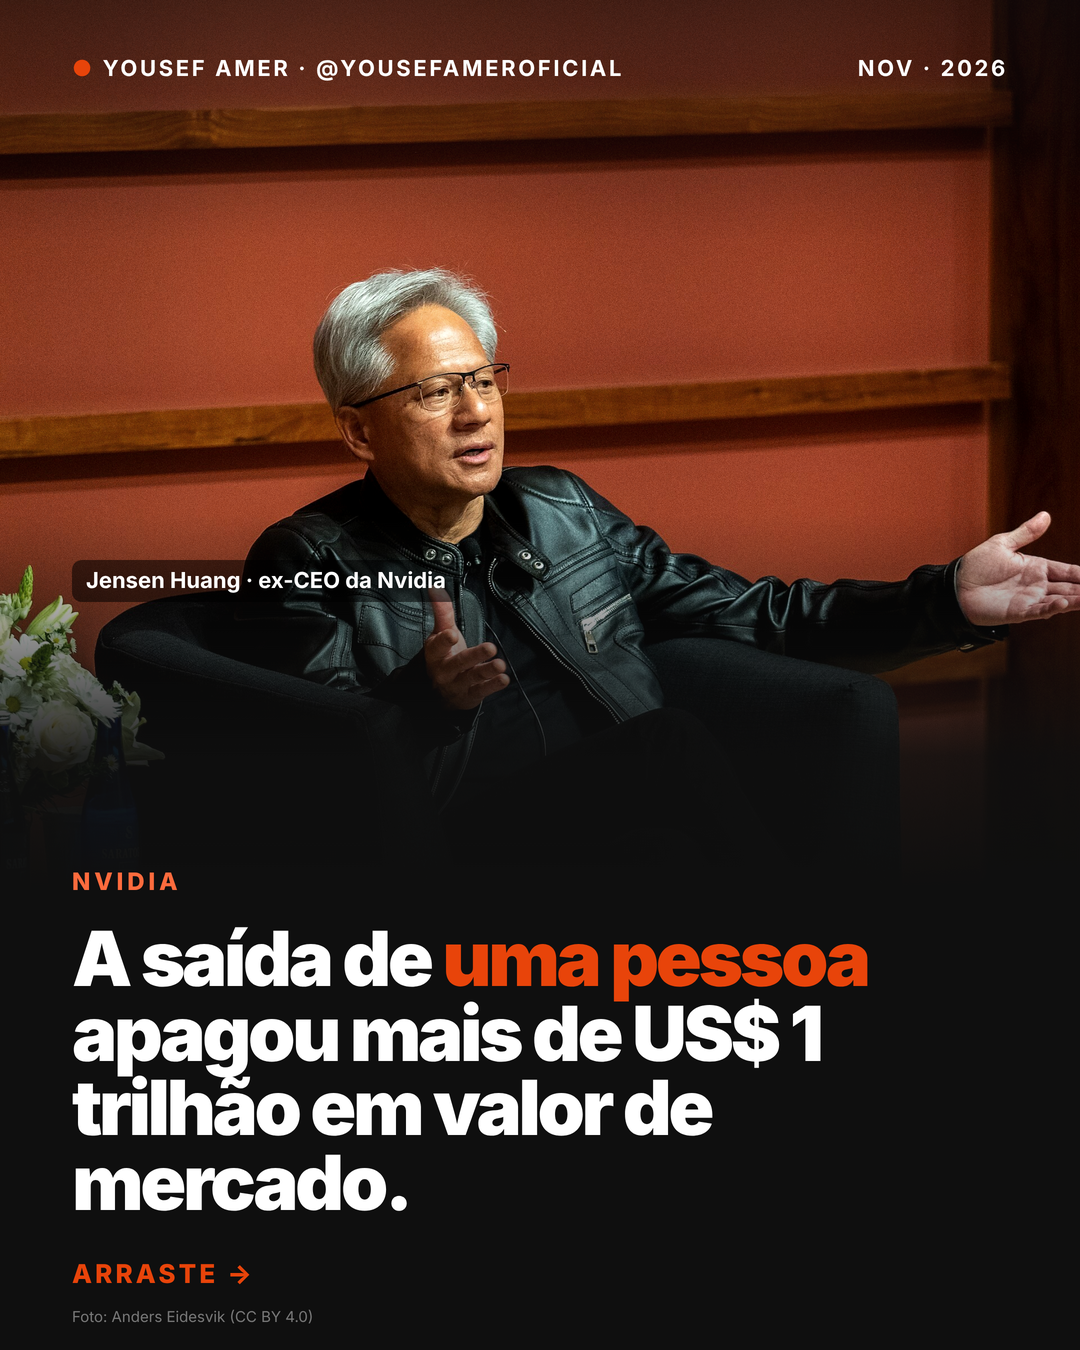 YOUSEF AMER · @YOUSEFAMEROFICIAL
NOV · 2026
Jensen Huang · ex-CEO da Nvidia
NVIDIA
A saída de uma pessoa
apagou mais de US$ 1
trilhão em valor de
mercado.
ARRASTE →
Foto: Anders Eidesvik (CC BY 4.0)